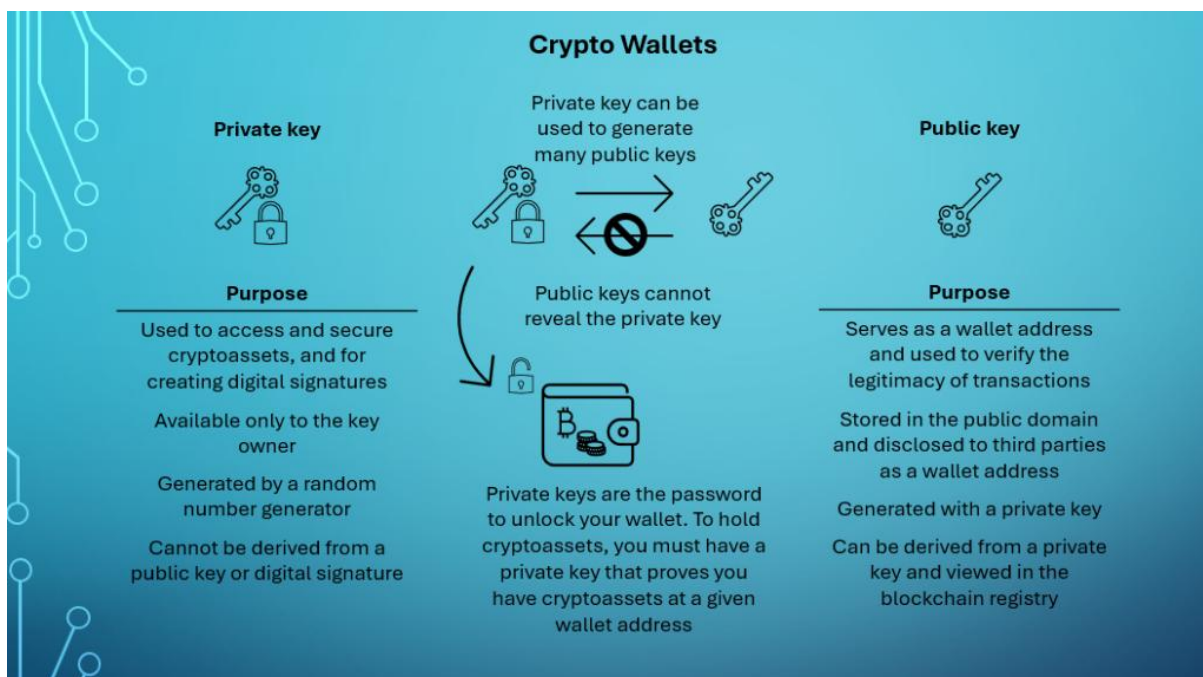 Crypto Wallets
Private key
Purpose
Used to access and secure
cryptoassets, and for
creating digital signatures
Available only to the key
owner
Generated by a random
number generator
Cannot be derived from a
public key or digital signature
Private key can be
used to generate
many public keys
Public keys cannot
reveal the private key
B
Private keys are the password
to unlock your wallet. To hold
cryptoassets, you must have a
private key that proves you
have cryptoassets at a given
wallet address
Public key
Purpose
Serves as a wallet address
and used to verify the
legitimacy of transactions
Stored in the public domain
and disclosed to third parties
as a wallet address
Generated with a private key
Can be derived from a private
key and viewed in the
blockchain registry